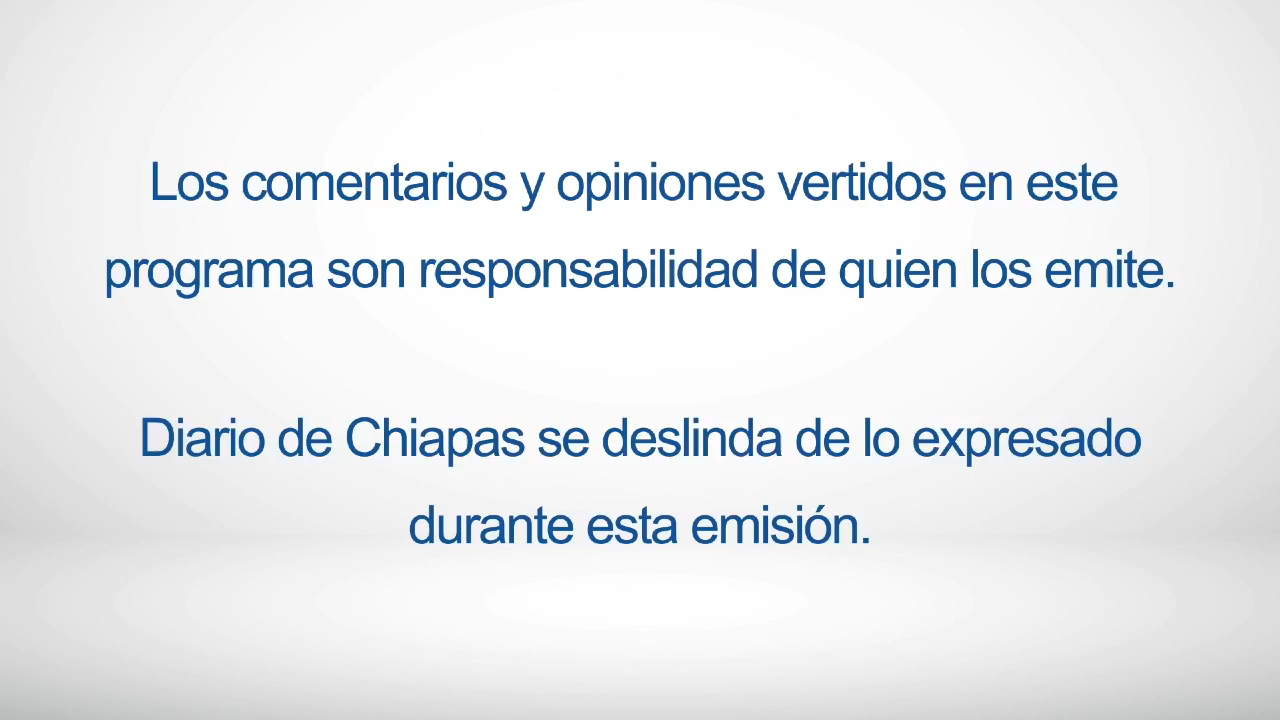 Los comentarios y opiniones vertidos en este
programa son responsabilidad de quien los emite.
Diario de Chiapas se deslinda de lo expresado
durante esta emisión.